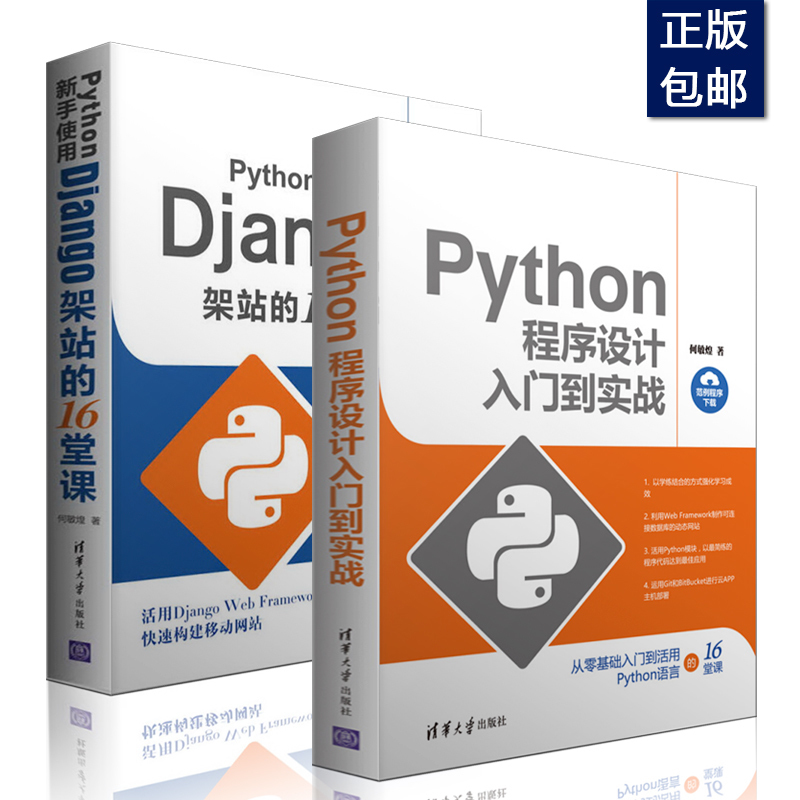 正版
包邮
Python
新手使用
Django架站的16堂课
何敏煌 著
清华大学出版社
Python
Djan
架站的1
活用Django Web Framewo
快速构建移动网站
Python程序设计入门到实战
清华大学出版社
Python
程序设计
入门到实战
何敏煌 著
范例程序
下载
1. 以学练结合的方式强化学习成
效
2. 利用Web Framework制作可连
接数据库的动态网站
3. 活用Python模块，以最简练的
程序代码达到最佳应用
4. 运用Git和BitBucket进行云APP
主机部署
从零基础入门到活用
Python语言
的
16
堂课
清华大学出版社